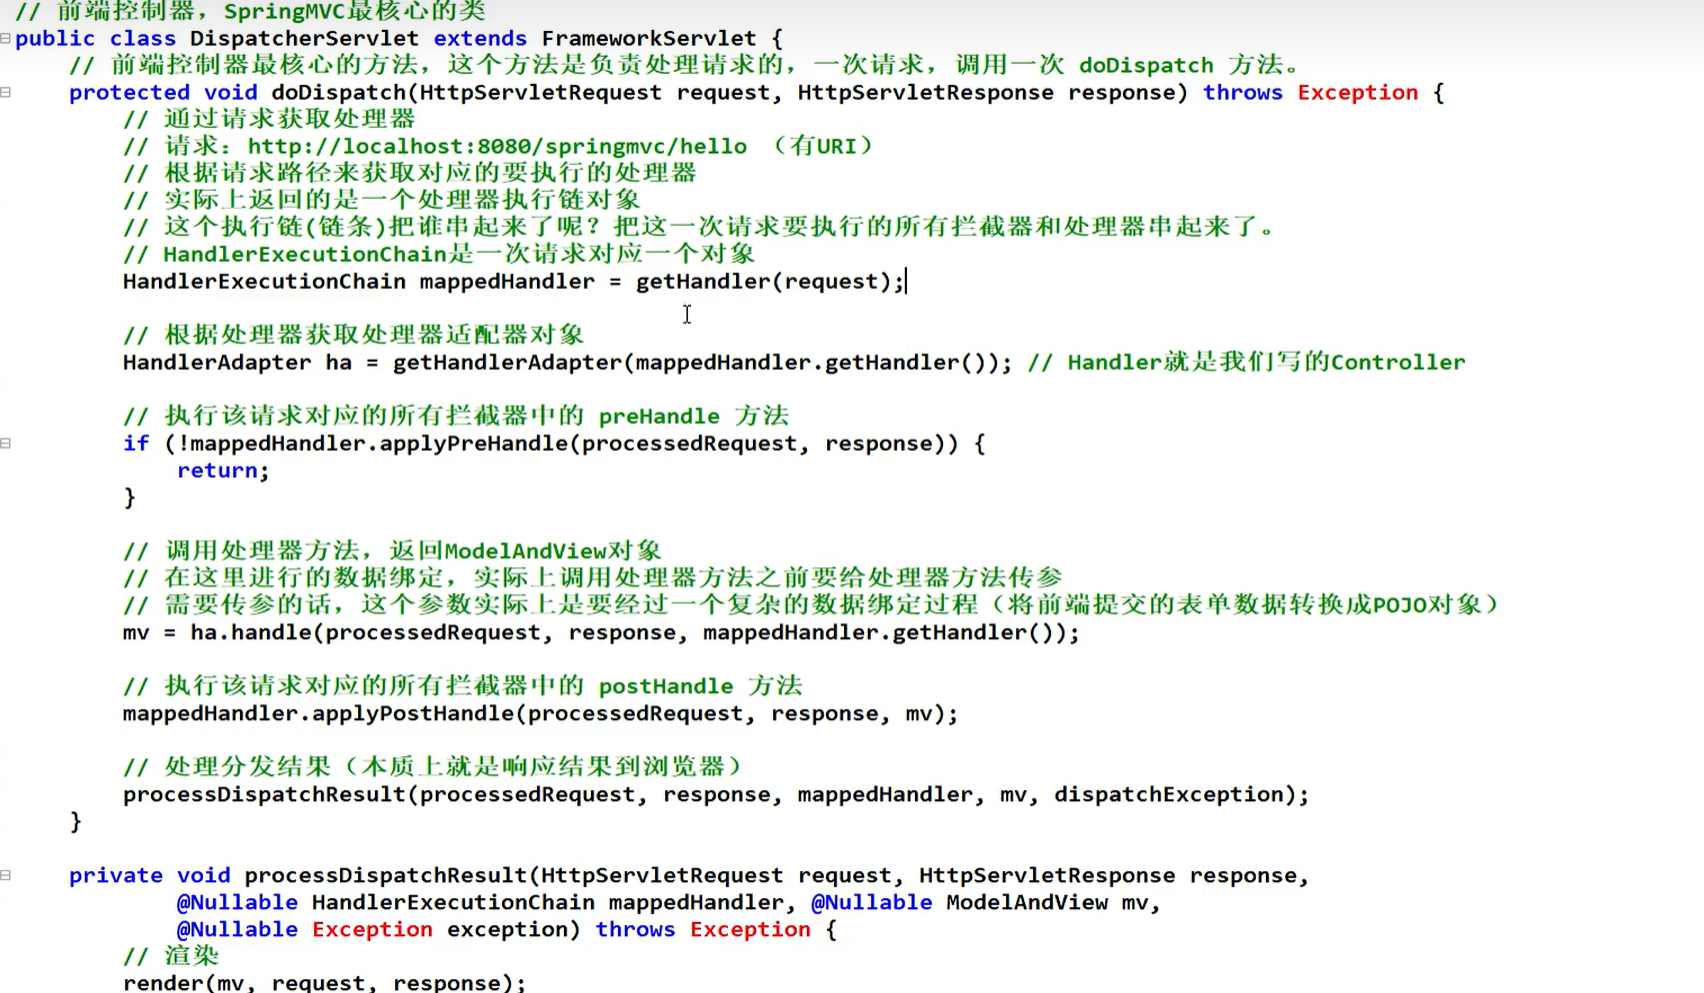 // 前端控制器，SpringMVC最核心的类
public class DispatcherServlet extends FrameworkServlet {
// 前端控制器最核心的方法，这个方法是负责处理请求的，一次请求，调用一次 doDispatch 方法。
protected void doDispatch(HttpServletRequest request, HttpServletResponse response) throws Exception {
// 通过请求获取处理器
// 请求：http://localhost:8080/springmvc/hello （有URI）
// 根据请求路径来获取对应的要执行的处理器
// 实际上返回的是一个处理器执行链对象
// 这个执行链(链条)把谁串起来了呢？把这一次请求要执行的所有拦截器和处理器串起来了。
// HandlerExecutionChain是一次请求对应一个对象
HandlerExecutionChain mappedHandler = getHandler(request);
// 根据处理器获取处理器适配器对象
HandlerAdapter ha = getHandlerAdapter(mappedHandler.getHandler()); // Handler就是我们写的Controller
// 执行该请求对应的所有拦截器中的 preHandle 方法
if (!mappedHandler.applyPreHandle(processedRequest, response)) {
return;
}
// 调用处理器方法，返回ModelAndView对象
// 在这里进行的数据绑定，实际上调用处理器方法之前要给处理器方法传参
// 需要传参的话，这个参数实际上是要经过一个复杂的数据绑定过程（将前端提交的表单数据转换成POJO对象）
mv = ha.handle(processedRequest, response, mappedHandler.getHandler());
// 执行该请求对应的所有拦截器中的 postHandle 方法
mappedHandler.applyPostHandle(processedRequest, response, mv);
// 处理分发结果（本质上就是响应结果到浏览器）
processDispatchResult(processedRequest, response, mappedHandler, mv, dispatchException);
}
private void processDispatchResult(HttpServletRequest request, HttpServletResponse response,
@Nullable HandlerExecutionChain mappedHandler, @Nullable ModelAndView mv,
@Nullable Exception exception) throws Exception {
// 渲染
render(mv, request, response);